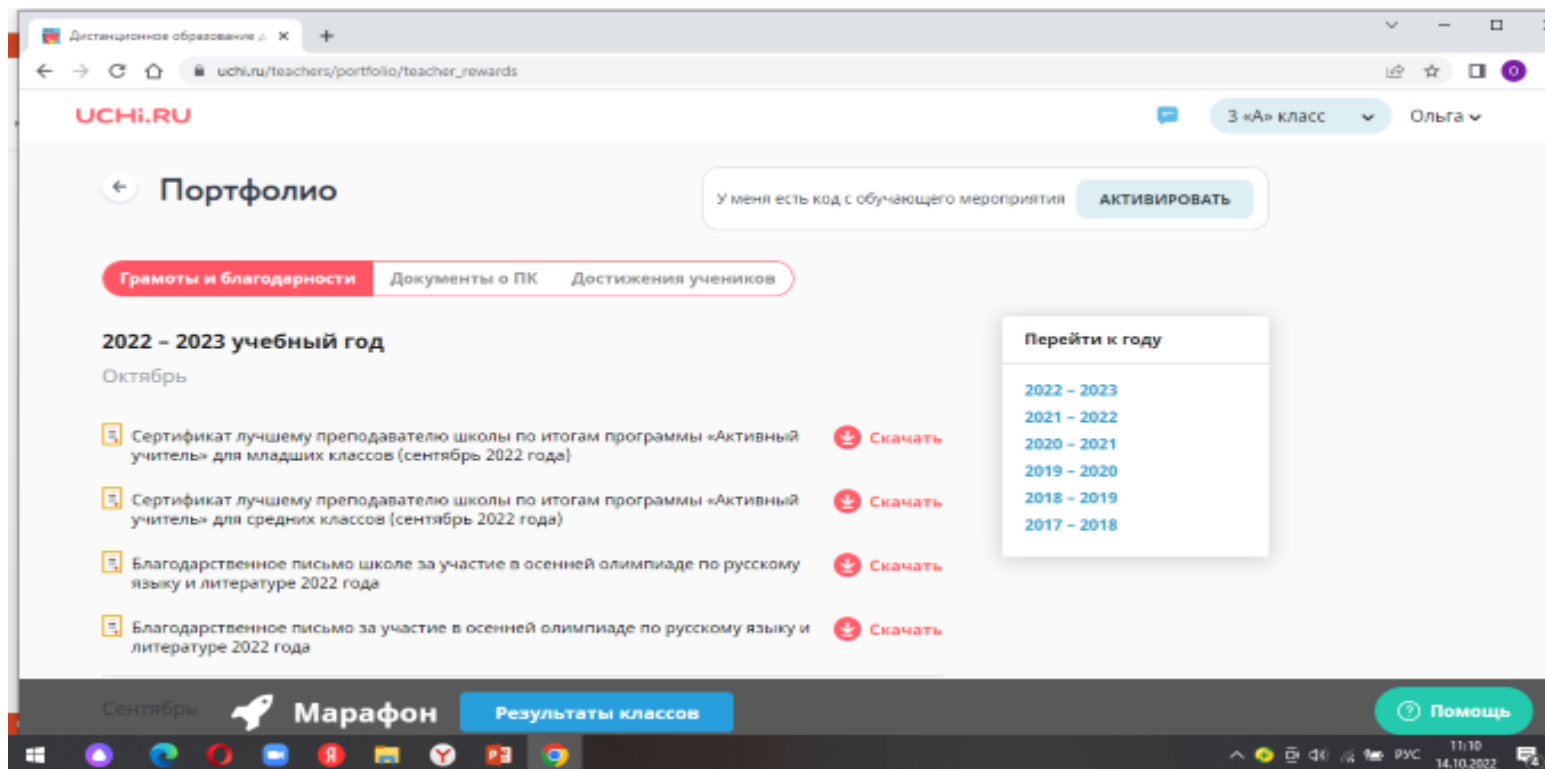 Дистанционное образование д
uchi.ru/teachers/portfolio/teacher_rewards
UCHi.RU
3 «А» класс
Ольга
Портфолио
У меня есть код с обучающего мероприятия
АКТИВИРОВАТЬ
Грамоты и благодарности
Документы о ПК
Достижения учеников
2022 – 2023 учебный год
Октябрь
Сертификат лучшему преподавателю школы по итогам программы «Активный
учитель» для младших классов (сентябрь 2022 года)
Скачать
Сертификат лучшему преподавателю школы по итогам программы «Активный
учитель» для средних классов (сентябрь 2022 года)
Скачать
Благодарственное письмо школе за участие в осенней олимпиаде по русскому
языку и литературе 2022 года
Скачать
Благодарственное письмо за участие в осенней олимпиаде по русскому языку и
литературе 2022 года
Скачать
Перейти к году
2022 – 2023
2021 – 2022
2020 – 2021
2019 – 2020
2018 – 2019
2017 – 2018
Сентябрь
Марафон
Результаты классов
Помощь
РУС
11:10
14.10.2022